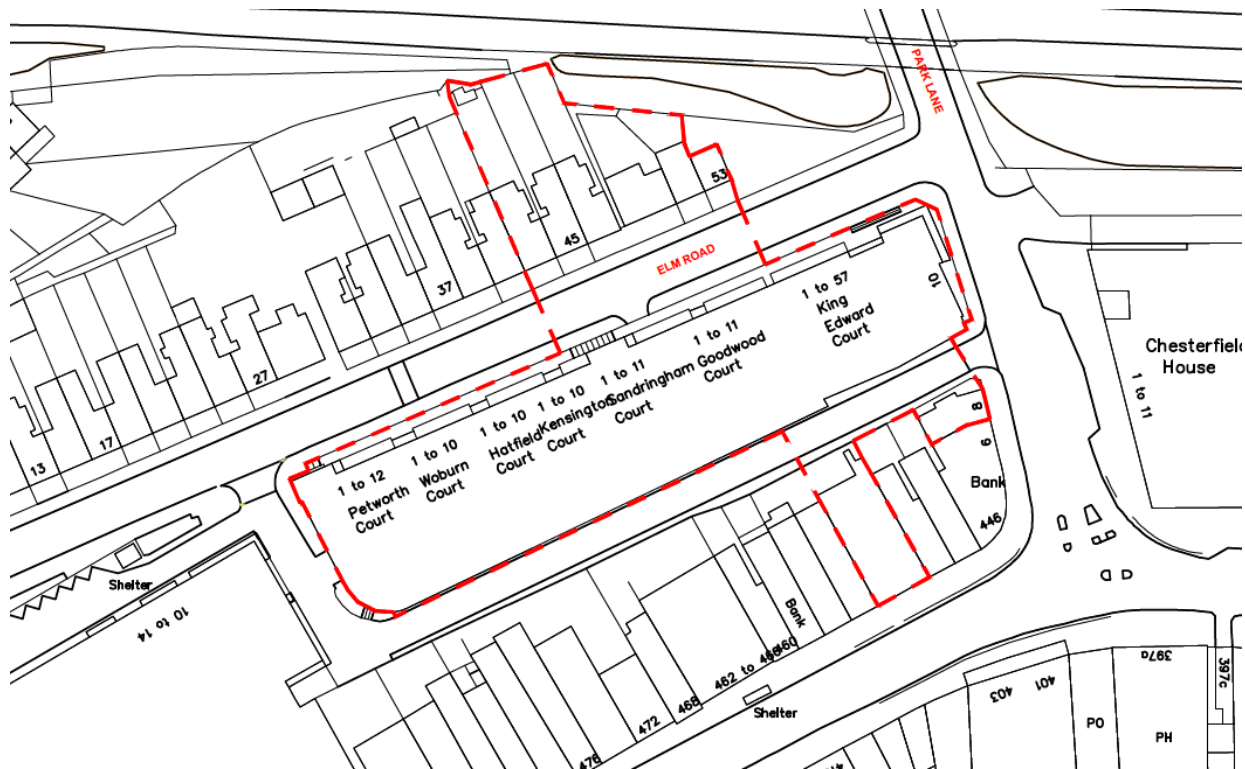 PARK LANE
53
ELM ROAD
45
37
27
17
13
1 to 57
King
Edward
Court
10
1 to 11
Goodwood
Court
1 to 11
Sandringham
Court
1 to 10
Kensington
Court
1 to 10
Hatfield
Court
1 to 10
Woburn
Court
1 to 12
Petworth
Court
Chesterfield
House
1 to 11
8
6
Bank
446
Bank
460
462 to 466
468
472
476
Shelter
10 to 14
Shelter
403
401
397a
397c
PO
PH